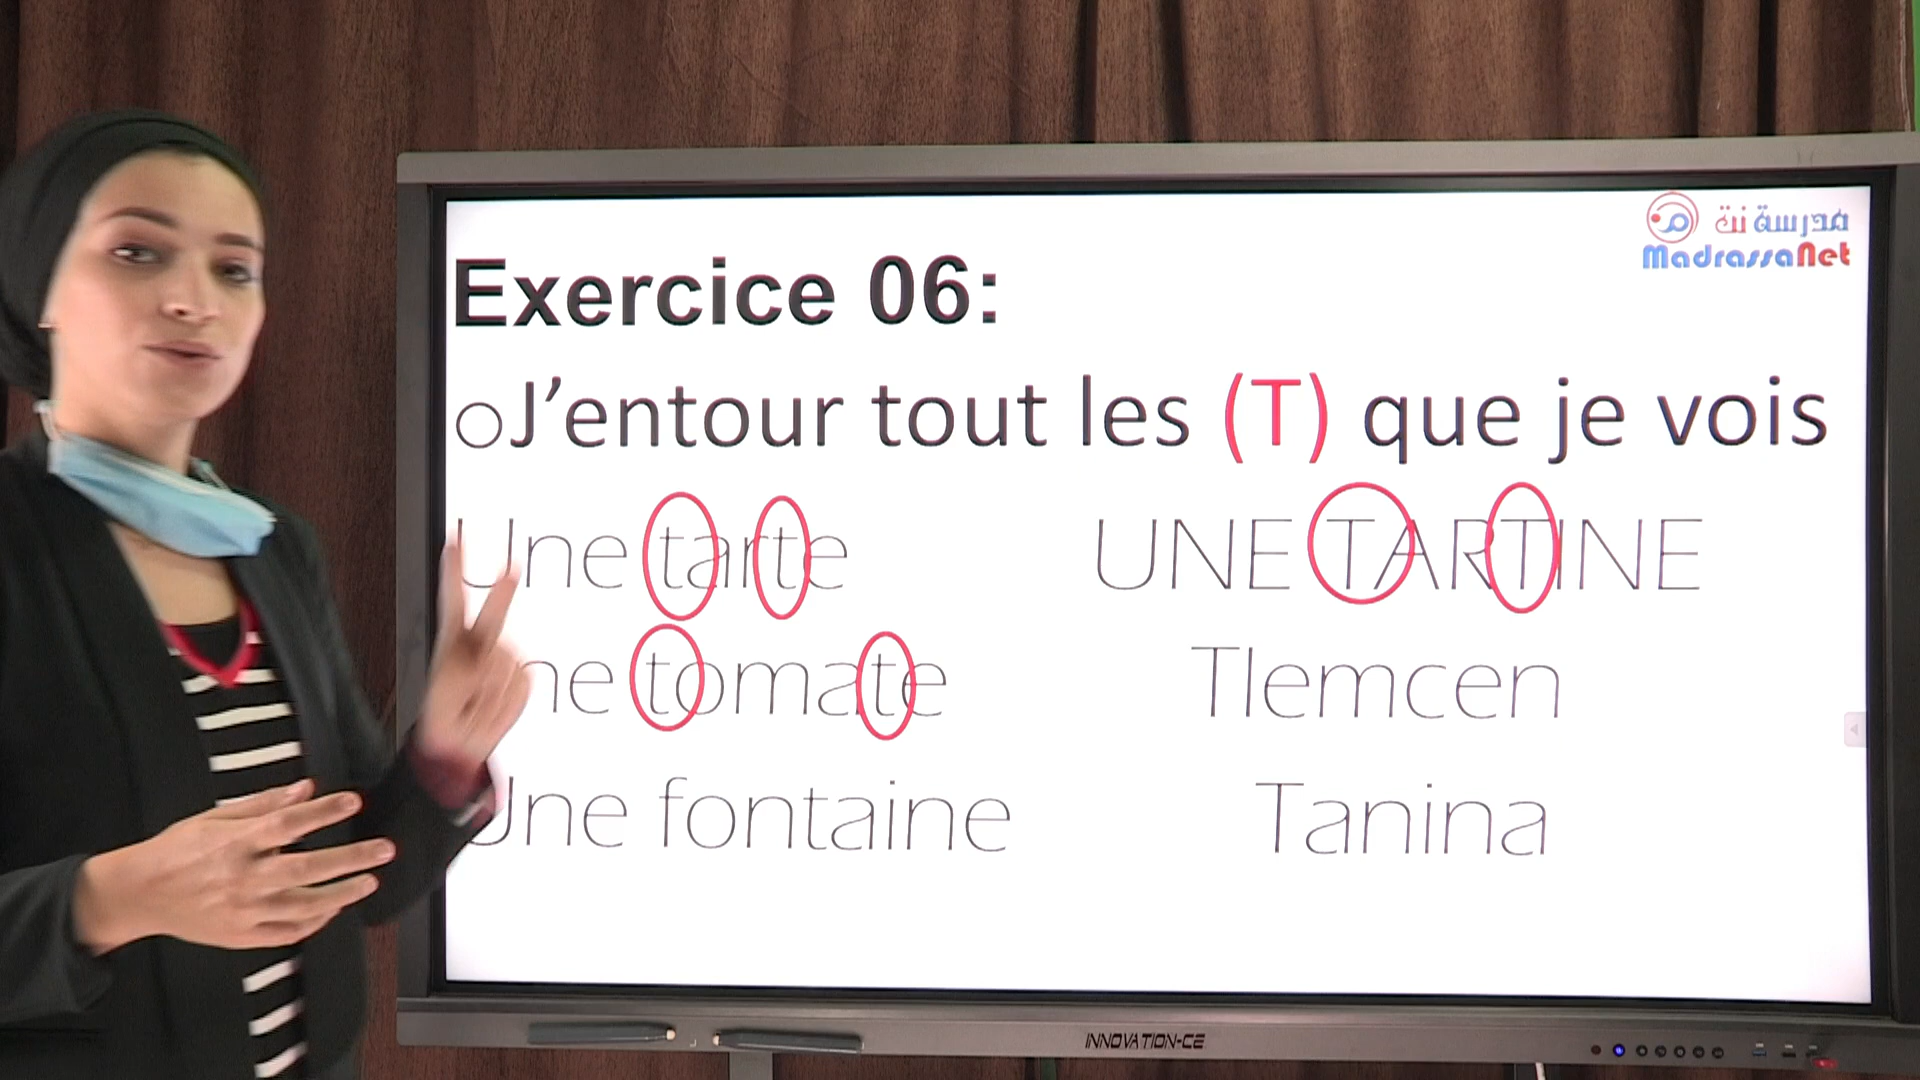 مدرسة نت
MadrassaNet
Exercice 06:
J'entour tout les (T) que je vois
Une tarte UNE TARTINE
ne tomate Tlemcen
Une fontaine Tanina
INNOVATION-CE